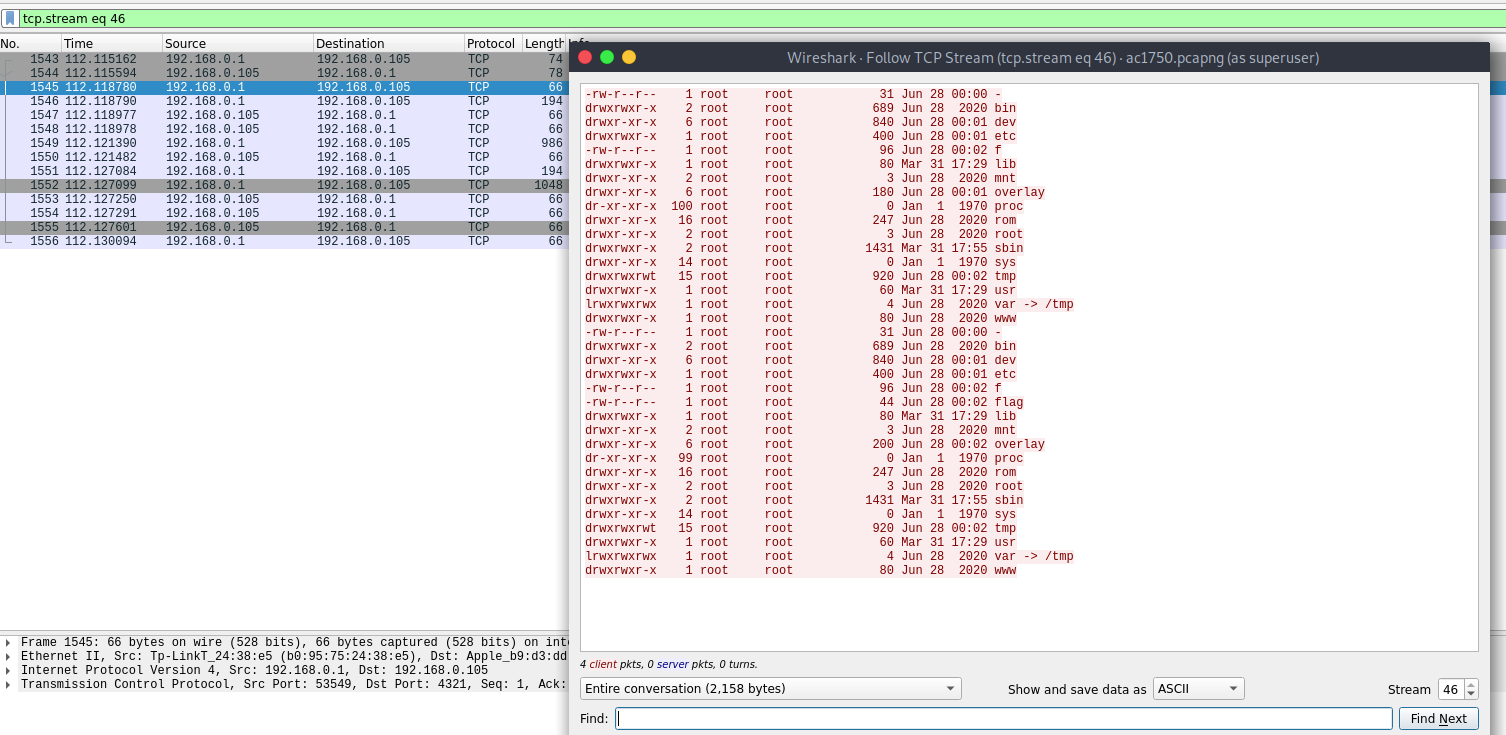 tcp.stream eq 46
No. Time Source Destination Protocol Length Info
1543 112.115162 192.168.0.1 192.168.0.105 TCP 74
1544 112.115594 192.168.0.105 192.168.0.1 TCP 78
1545 112.118780 192.168.0.1 192.168.0.105 TCP 66
1546 112.118790 192.168.0.1 192.168.0.105 TCP 194
1547 112.118977 192.168.0.105 192.168.0.1 TCP 66
1548 112.118978 192.168.0.105 192.168.0.1 TCP 66
1549 112.121390 192.168.0.1 192.168.0.105 TCP 986
1550 112.121482 192.168.0.105 192.168.0.1 TCP 66
1551 112.127084 192.168.0.1 192.168.0.105 TCP 194
1552 112.127099 192.168.0.1 192.168.0.105 TCP 1048
1553 112.127250 192.168.0.105 192.168.0.1 TCP 66
1554 112.127291 192.168.0.105 192.168.0.1 TCP 66
1555 112.127601 192.168.0.105 192.168.0.1 TCP 66
1556 112.130094 192.168.0.1 192.168.0.105 TCP 66
Frame 1545: 66 bytes on wire (528 bits), 66 bytes captured (528 bits) on inte
Ethernet II, Src: Tp-LinkT_24:38:e5 (b0:95:75:24:38:e5), Dst: Apple_b9:d3:dd
Internet Protocol Version 4, Src: 192.168.0.1, Dst: 192.168.0.105
Transmission Control Protocol, Src Port: 53549, Dst Port: 4321, Seq: 1, Ack:
Wireshark · Follow TCP Stream (tcp.stream eq 46) · ac1750.pcapng (as superuser)
-rw-r--r-- 1 root root 31 Jun 28 00:00 -
drwxrwxr-x 2 root root 689 Jun 28 2020 bin
drwxr-xr-x 6 root root 840 Jun 28 00:01 dev
drwxrwxr-x 1 root root 400 Jun 28 00:01 etc
-rw-r--r-- 1 root root 96 Jun 28 00:02 f
drwxrwxr-x 1 root root 80 Mar 31 17:29 lib
drwxr-xr-x 2 root root 3 Jun 28 2020 mnt
drwxr-xr-x 6 root root 180 Jun 28 00:01 overlay
dr-xr-xr-x 100 root root 0 Jan 1 1970 proc
drwxr-xr-x 16 root root 247 Jun 28 2020 rom
drwxr-xr-x 2 root root 3 Jun 28 2020 root
drwxrwxr-x 2 root root 1431 Mar 31 17:55 sbin
drwxr-xr-x 14 root root 0 Jan 1 1970 sys
drwxrwxrwt 15 root root 920 Jun 28 00:02 tmp
drwxrwxr-x 1 root root 60 Mar 31 17:29 usr
lrwxrwxrwx 1 root root 4 Jun 28 2020 var -> /tmp
drwxrwxr-x 1 root root 80 Jun 28 2020 www
-rw-r--r-- 1 root root 31 Jun 28 00:00 -
drwxrwxr-x 2 root root 689 Jun 28 2020 bin
drwxr-xr-x 6 root root 840 Jun 28 00:01 dev
drwxrwxr-x 1 root root 400 Jun 28 00:01 etc
-rw-r--r-- 1 root root 96 Jun 28 00:02 f
-rw-r--r-- 1 root root 44 Jun 28 00:02 flag
drwxrwxr-x 1 root root 80 Mar 31 17:29 lib
drwxr-xr-x 2 root root 3 Jun 28 2020 mnt
drwxr-xr-x 6 root root 200 Jun 28 00:02 overlay
dr-xr-xr-x 99 root root 0 Jan 1 1970 proc
drwxr-xr-x 16 root root 247 Jun 28 2020 rom
drwxr-xr-x 2 root root 3 Jun 28 2020 root
drwxrwxr-x 2 root root 1431 Mar 31 17:55 sbin
drwxr-xr-x 14 root root 0 Jan 1 1970 sys
drwxrwxrwt 15 root root 920 Jun 28 00:02 tmp
drwxrwxr-x 1 root root 60 Mar 31 17:29 usr
lrwxrwxrwx 1 root root 4 Jun 28 2020 var -> /tmp
drwxrwxr-x 1 root root 80 Jun 28 2020 www
4 client pkts, 0 server pkts, 0 turns.
Entire conversation (2,158 bytes) Show and save data as ASCII Stream 46
Find: Find Next